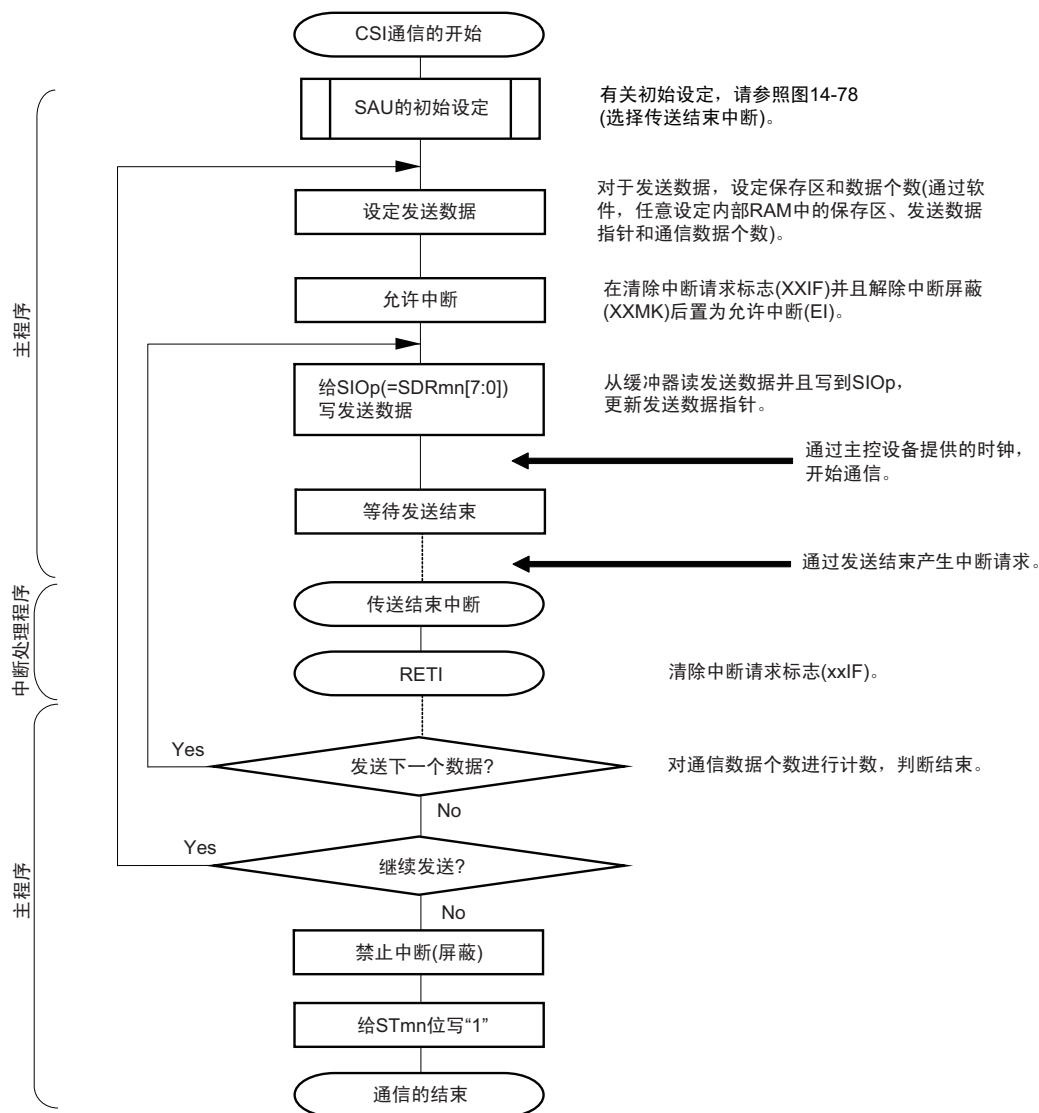 CSI通信的开始
SAU的初始设定
有关初始设定，请参照图14-78
(选择传送结束中断)。
设定发送数据
对于发送数据，设定保存区和数据个数(通过软
件，任意设定内部RAM中的保存区、发送数据
指针和通信数据个数)。
主程序
允许中断
在清除中断请求标志(XXIF)并且解除中断屏蔽
(XXMK)后置为允许中断(EI)。
给SIOp(=SDRmn[7:0])
写发送数据
从缓冲器读发送数据并且写到SIOp，
更新发送数据指针。
通过主控设备提供的时钟，
开始通信。
等待发送结束
通过发送结束产生中断请求。
中断处理程序
传送结束中断
RETI
清除中断请求标志(xxIF)。
Yes
发送下一个数据?
对通信数据个数进行计数，判断结束。
No
Yes
继续发送?
主程序
No
禁止中断(屏蔽)
给STmn位写“1”
通信的结束